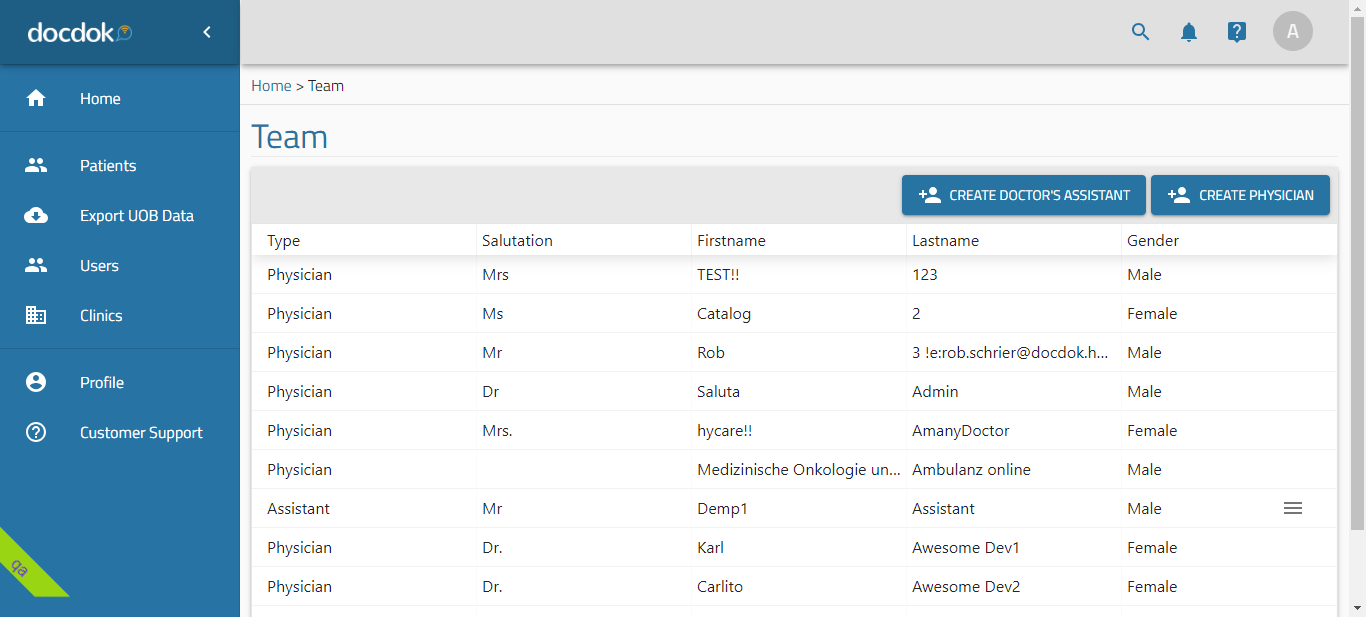 docdok
A
Home
Patients
Export UOB Data
Users
Clinics
Profile
Customer Support
qa
Home > Team
Team
CREATE DOCTOR'S ASSISTANT CREATE PHYSICIAN
Type Salutation Firstname Lastname Gender
Physician Mrs TEST!! 123 Male
Physician Ms Catalog 2 Female
Physician Mr Rob 3 !e:rob.schrier@docdok.h... Male
Physician Dr Saluta Admin Male
Physician Mrs. hycare!! AmanyDoctor Female
Physician Medizinische Onkologie un... Ambulanz online Male
Assistant Mr Demp1 Assistant Male
Physician Dr. Karl Awesome Dev1 Female
Physician Dr. Carlito Awesome Dev2 Female